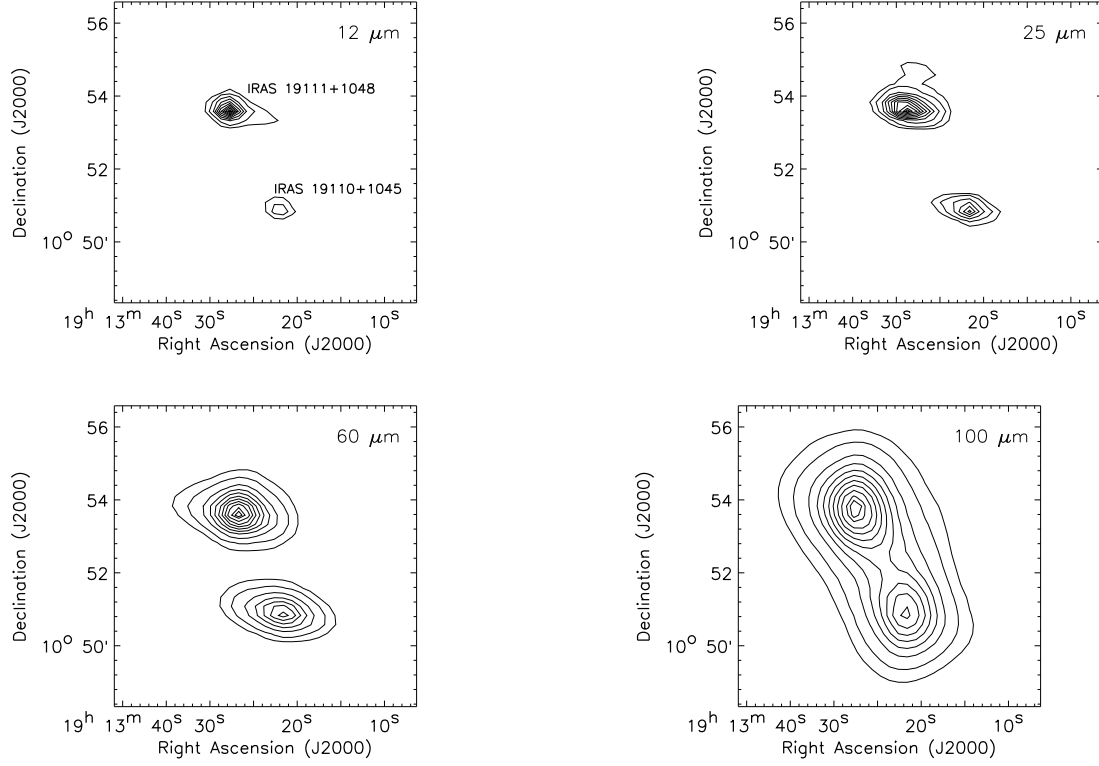 12 μm
56
54
52
10° 50'
IRAS 19111+1048
IRAS 19110+1045
19h 13m 40s 30s 20s 10s
Right Ascension (J2000)
Declination (J2000)
25 μm
56
54
52
10° 50'
19h 13m 40s 30s 20s 10s
Right Ascension (J2000)
Declination (J2000)
60 μm
56
54
52
10° 50'
19h 13m 40s 30s 20s 10s
Right Ascension (J2000)
Declination (J2000)
100 μm
56
54
52
10° 50'
19h 13m 40s 30s 20s 10s
Right Ascension (J2000)
Declination (J2000)